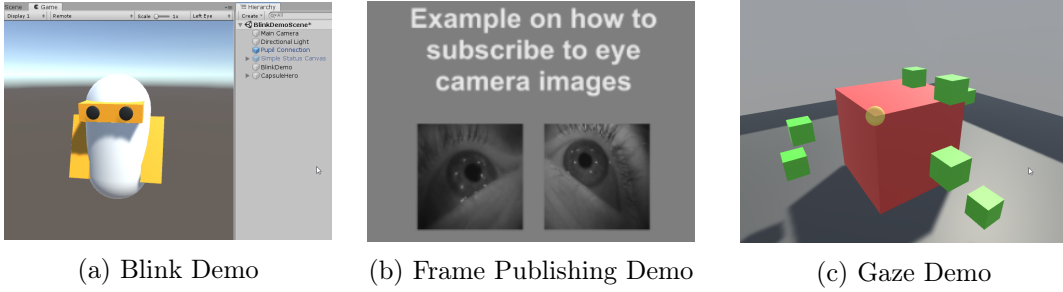 Scene
Game
Display 1
Remote
Scale
1x
Left Eye
Hierarchy
Create
All
BlinkDemoScene*
Main Camera
Directional Light
Pupil Connection
Simple Status Canvas
BlinkDemo
CapsuleHero
Example on how to
subscribe to eye
camera images
(a) Blink Demo
(b) Frame Publishing Demo
(c) Gaze Demo